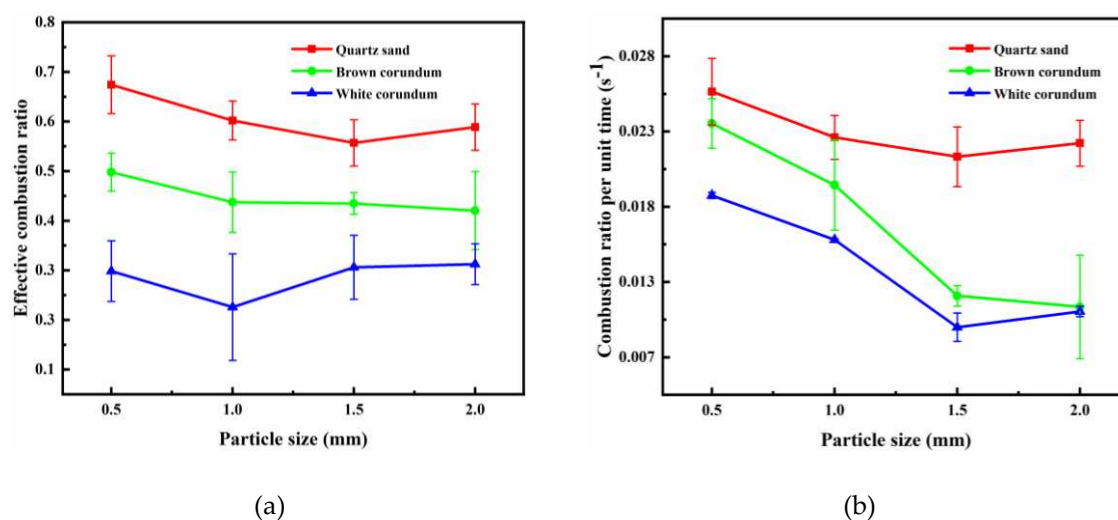 0.8
0.7
0.6
0.5
0.4
0.3
0.3
0.1
Effective combustion ratio
Quartz sand
Brown corundum
White corundum
0.5 1.0 1.5 2.0
Particle size (mm)
(a)
0.028
0.023
0.018
0.013
0.007
Combustion ratio per unit time (s⁻¹)
Quartz sand
Brown corundum
White corundum
0.5 1.0 1.5 2.0
Particle size (mm)
(b)